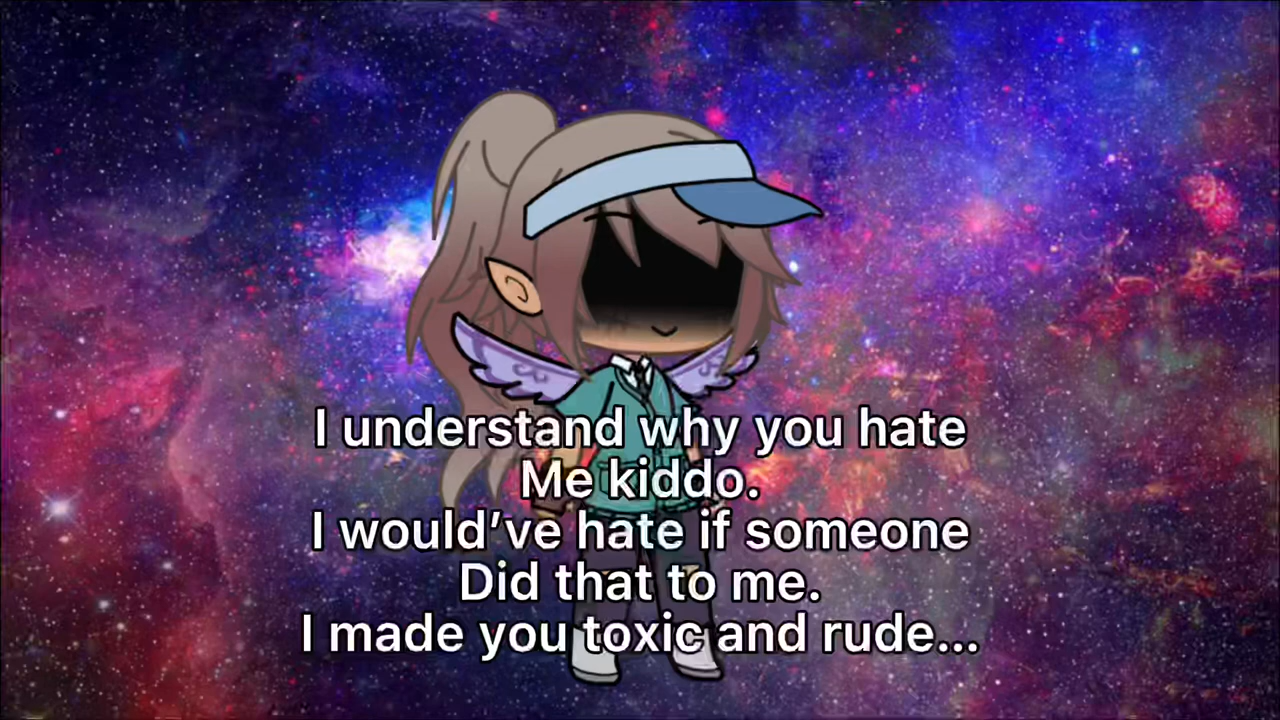 I understand why you hate
Me kiddo.
I would’ve hate if someone
Did that to me.
I made you toxic and rude...